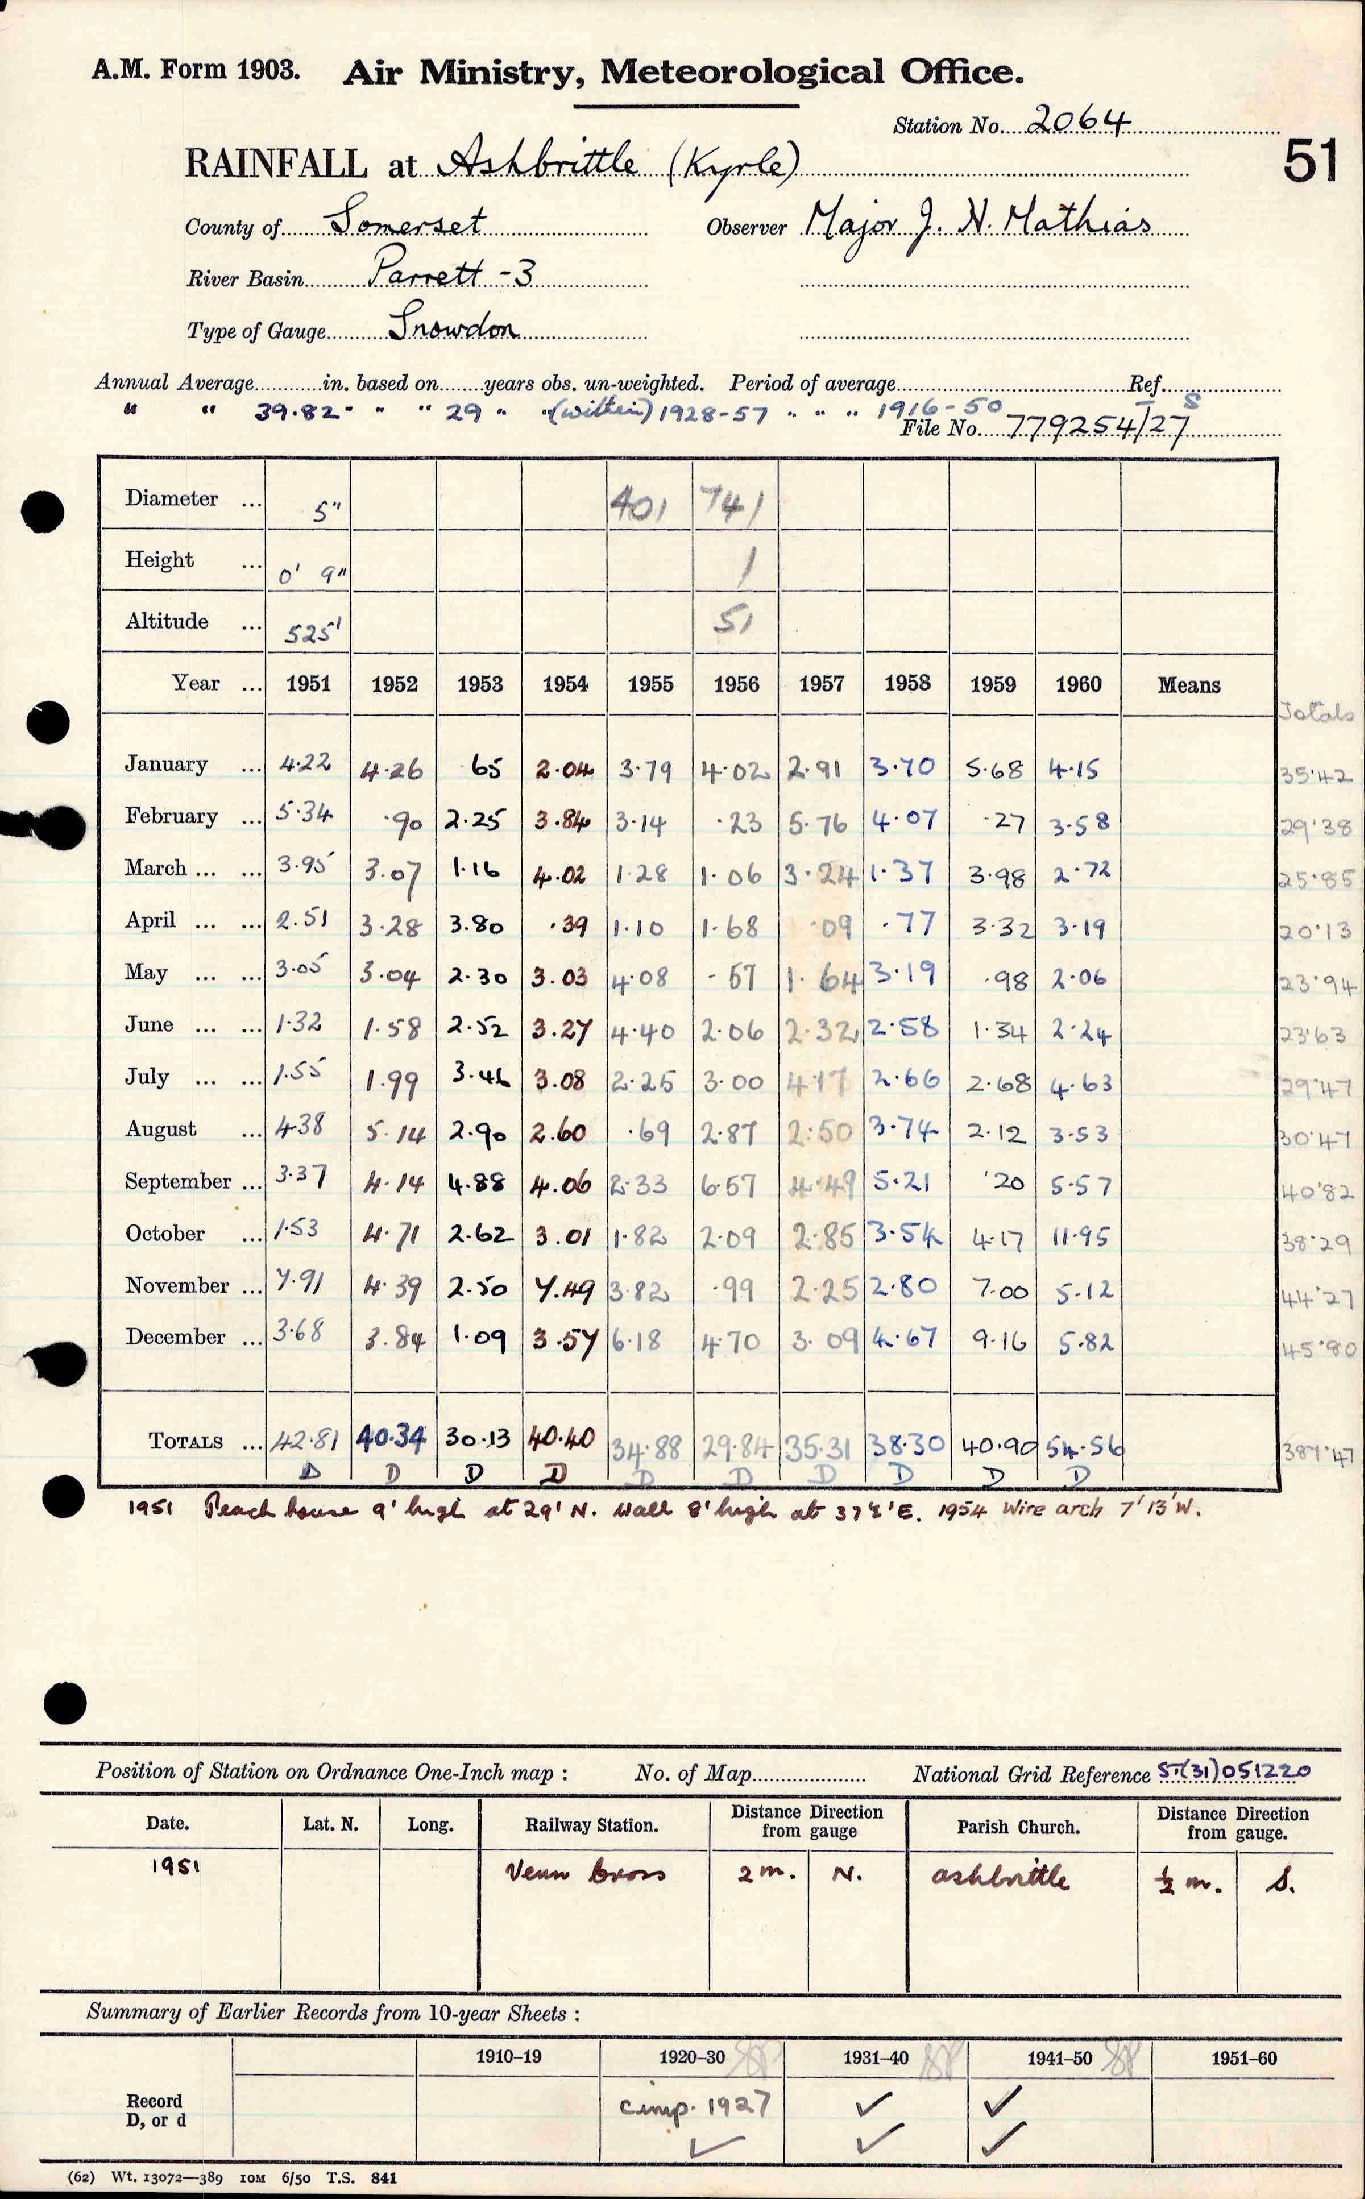 A.M. Form 1903. Air Ministry, Meteorological Office.
Station No. 2064
51
RAINFALL at Ashbrittle (Kyrle)
County of Somerset Observer Major J. N. Mathias
River Basin Parrett - 3
Type of Gauge Snowdon
Annual Average in. based on years obs. un-weighted. Period of average Ref.
" " 39.82 " " 29 " " 1928-57 " " " 1916-50
File No. 779254/27
Diameter ... 5" 401 741
Height ... 0' 9" 1
Altitude ... 525' 51
Year ... 1951 1952 1953 1954 1955 1956 1957 1958 1959 1960 Means Totals
January ... 4.22 4.26 .65 2.04 3.79 4.02 2.91 3.70 5.68 4.15 35.42
February ... 5.34 .90 2.25 3.84 3.14 .23 5.76 4.07 .27 3.58 29.38
March ... ... 3.95 3.07 1.16 4.02 1.28 1.06 3.24 1.37 3.98 2.72 25.85
April ... ... 2.51 3.28 3.80 .39 1.10 1.68 .09 .77 3.32 3.19 20.13
May ... ... 3.05 3.04 2.30 3.03 4.08 .57 1.64 3.19 .98 2.06 23.94
June ... ... 1.32 1.58 2.52 3.27 4.40 2.06 2.32 2.58 1.34 2.24 23.63
July ... ... 1.55 1.99 3.46 3.08 2.25 3.00 4.17 2.66 2.68 4.63 29.47
August ... 4.38 5.14 2.90 2.60 .69 2.87 2.50 3.74 2.12 3.53 30.47
September ... 3.37 4.14 4.88 4.06 2.33 6.57 4.49 5.21 .20 5.57 40.82
October ... 1.53 4.71 2.62 3.01 1.82 2.09 2.85 3.54 4.17 11.95 38.29
November ... 7.91 4.39 2.50 7.49 3.82 .99 2.25 2.80 7.00 5.12 44.27
December ... 3.68 3.84 1.09 3.57 6.18 4.70 3.09 4.67 9.16 5.82 45.80
TOTALS ... 42.81 40.34 30.13 40.40 34.88 29.84 35.31 38.30 40.90 54.56 387.47
D D D D D D D D D D
1951 Peach house 9' high at 29' N. Wall 8' high at 37½' E. 1954 Wire arch 7' 13' W.
Position of Station on Ordnance One-Inch map : No. of Map National Grid Reference ST(31)051220
Date. Lat. N. Long. Railway Station. Distance Direction from gauge Parish Church. Distance Direction from gauge.
1951 Venn Cross 2 m. N. Ashbrittle ½ m. S.
Summary of Earlier Records from 10-year Sheets :
1910–19 1920–30 1931–40 1941–50 1951–60
Record D, or d
1927 ✓ ✓
✓ ✓ ✓
(62) Wt. 13072—389 10M 6/50 T.S. 841